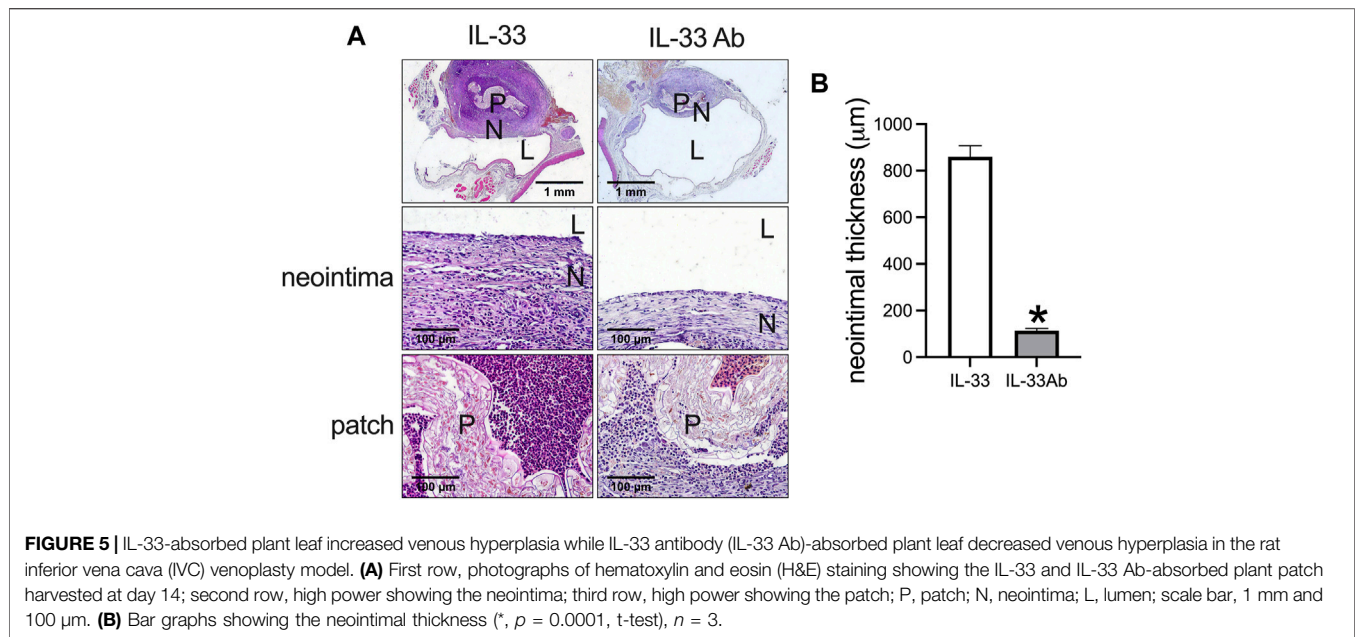 A
IL-33
IL-33 Ab
P
N
L
1 mm
P
N
L
1 mm
neointima
L
N
100 µm
L
N
100 µm
patch
P
100 µm
P
100 µm
B
neointimal thickness (µm)
1000
800
600
400
200
0
*
IL-33
IL-33Ab
FIGURE 5 | IL-33-absorbed plant leaf increased venous hyperplasia while IL-33 antibody (IL-33 Ab)-absorbed plant leaf decreased venous hyperplasia in the rat
inferior vena cava (IVC) venoplasty model. (A) First row, photographs of hematoxylin and eosin (H&E) staining showing the IL-33 and IL-33 Ab-absorbed plant patch
harvested at day 14; second row, high power showing the neointima; third row, high power showing the patch; P, patch; N, neointima; L, lumen; scale bar, 1 mm and
100 µm. (B) Bar graphs showing the neointimal thickness (*, p = 0.0001, t-test), n = 3.